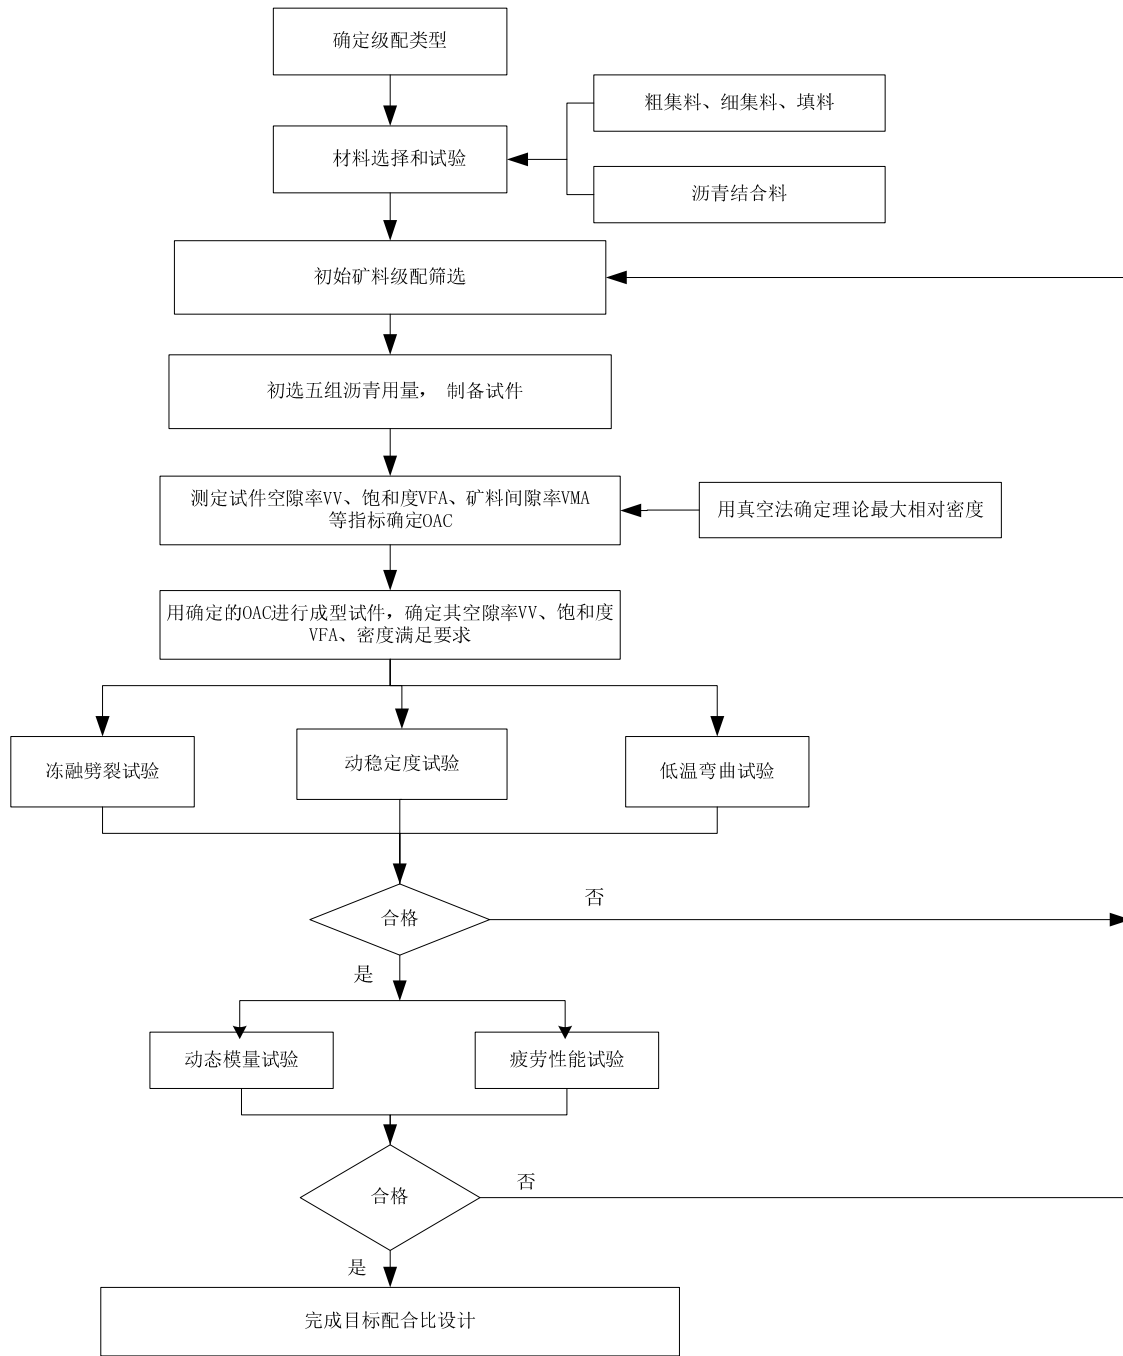 确定级配类型
粗集料、细集料、填料
材料选择和试验
沥青结合料
初始矿料级配筛选
初选五组沥青用量， 制备试件
测定试件空隙率VV、饱和度VFA、矿料间隙率VMA
等指标确定OAC
用真空法确定理论最大相对密度
用确定的OAC进行成型试件，确定其空隙率VV、饱和度
VFA、密度满足要求
冻融劈裂试验
动稳定度试验
低温弯曲试验
合格
否
是
动态模量试验
疲劳性能试验
合格
否
是
完成目标配合比设计